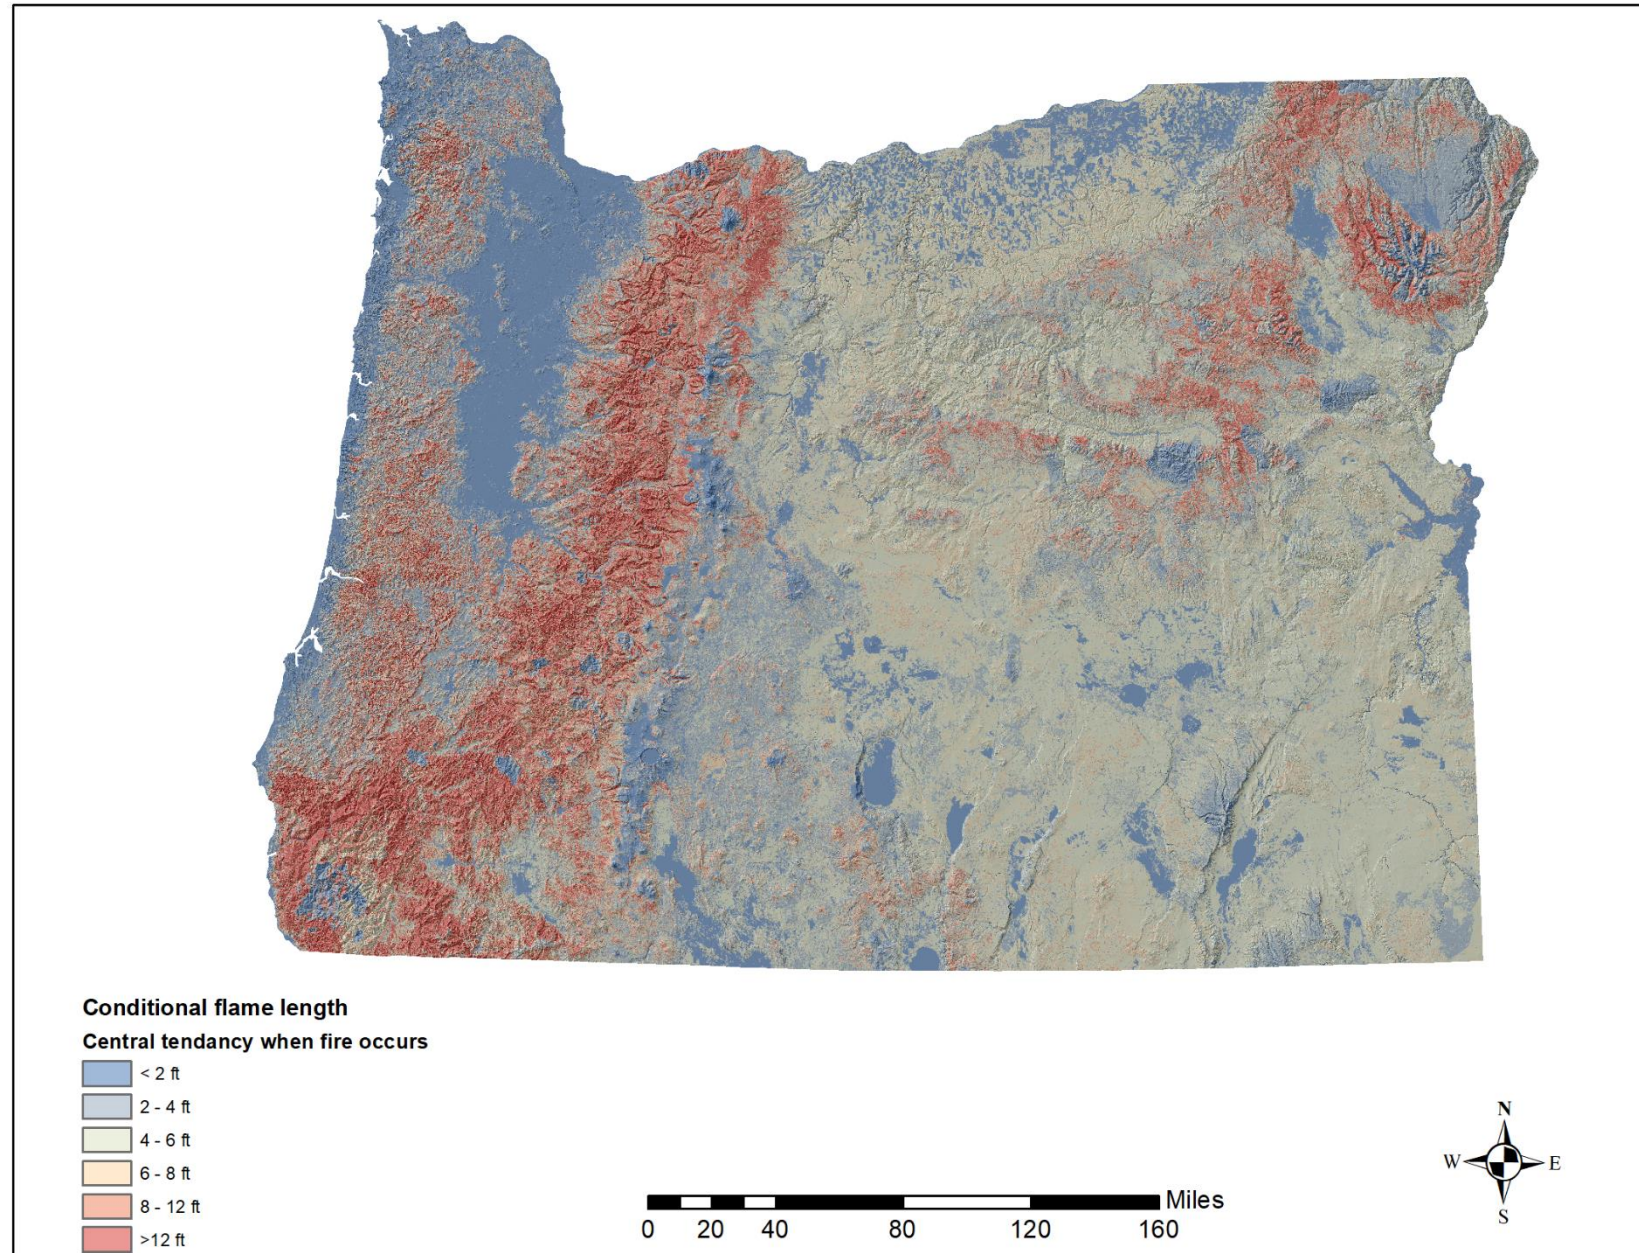 Conditional flame length
Central tendancy when fire occurs
< 2 ft
2 - 4 ft
4 - 6 ft
6 - 8 ft
8 - 12 ft
>12 ft
Miles
0 20 40 80 120 160
N
W E
S